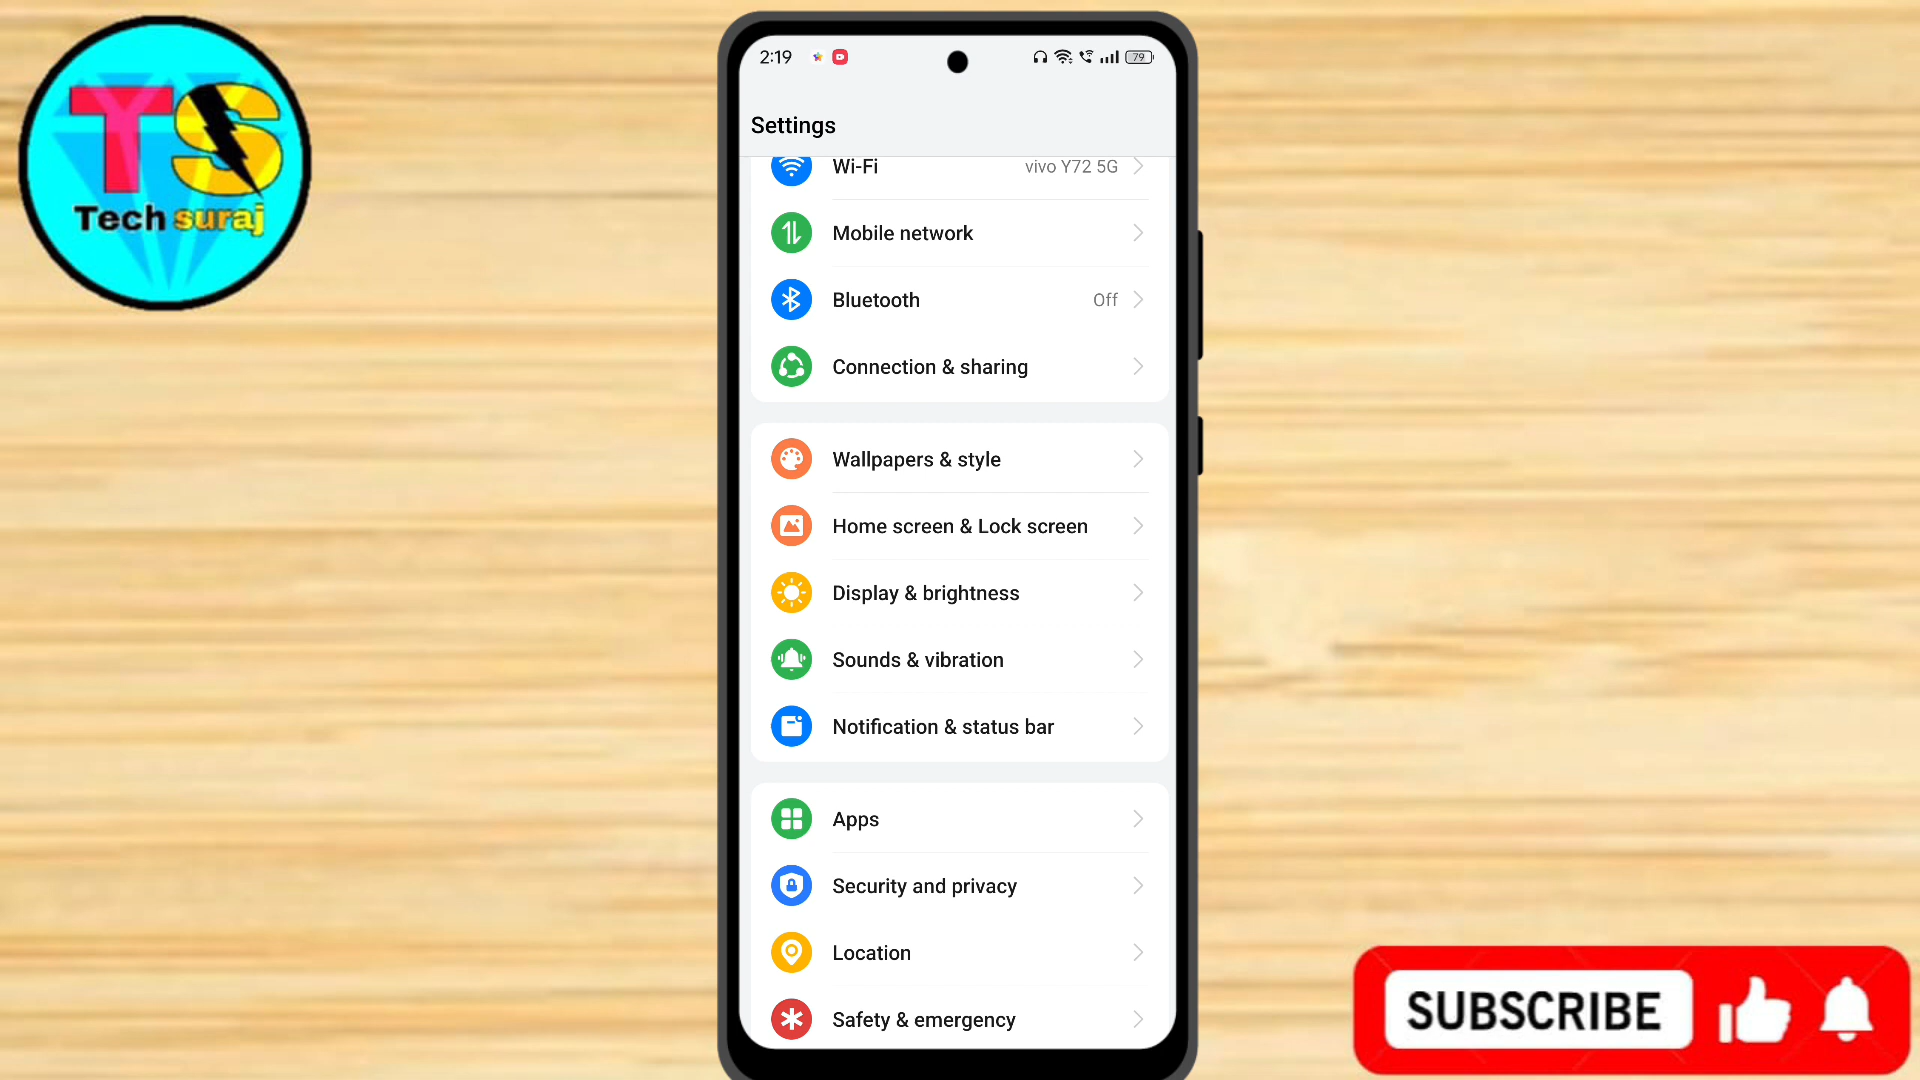 TS
Tech suraj
2:19
79
Settings
Wi-Fi
vivo Y72 5G
Mobile network
Bluetooth
Off
Connection & sharing
Wallpapers & style
Home screen & Lock screen
Display & brightness
Sounds & vibration
Notification & status bar
Apps
Security and privacy
Location
Safety & emergency
SUBSCRIBE